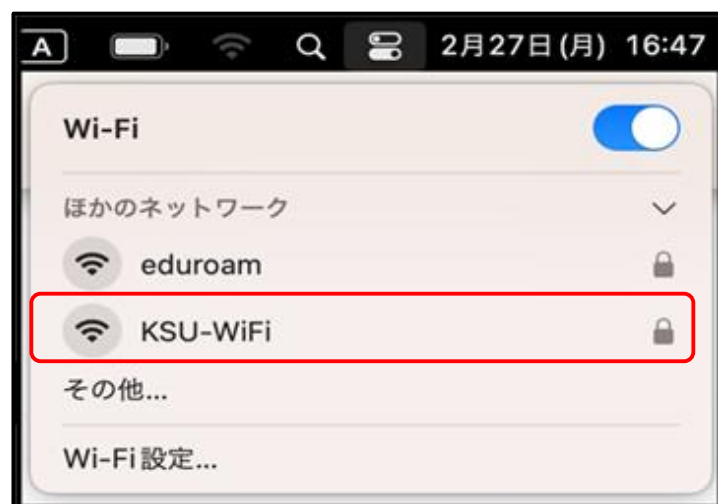 A 2月27日(月) 16:47
Wi-Fi
ほかのネットワーク
eduroam
KSU-WiFi
その他...
Wi-Fi設定...